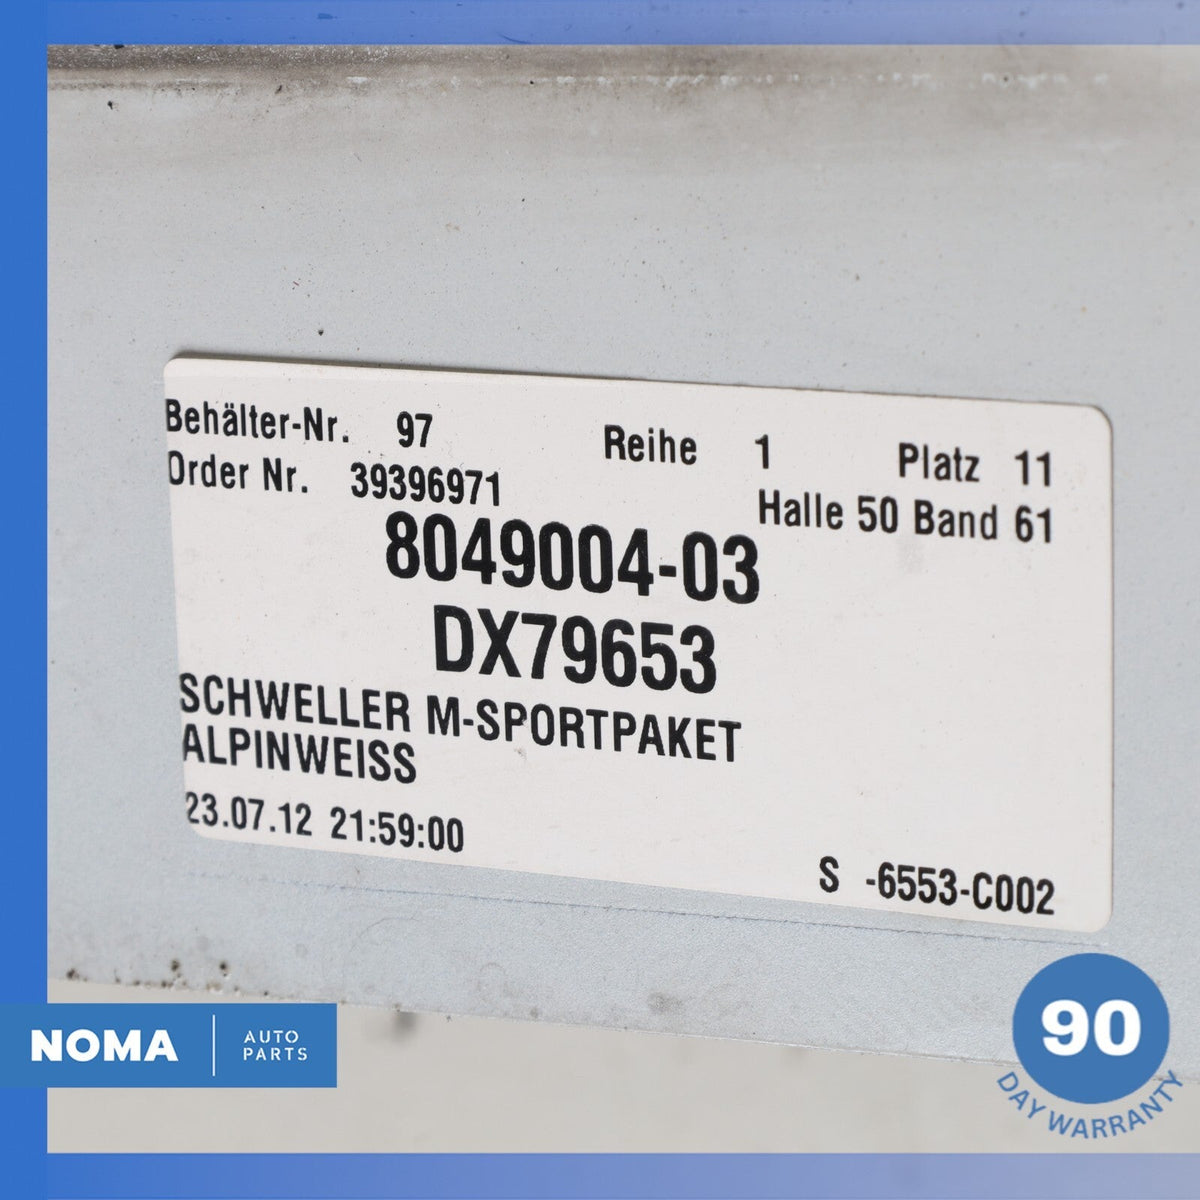 Behälter-Nr. 97 Reihe 1 Platz 11
Order Nr. 39396971 Halle 50 Band 61
8049004-03
DX79653
SCHWELLER M-SPORTPAKET
ALPINWEISS
23.07.12 21:59:00
S -6553-C002
NOMA
AUTO
PARTS
90
DAY WARRANTY